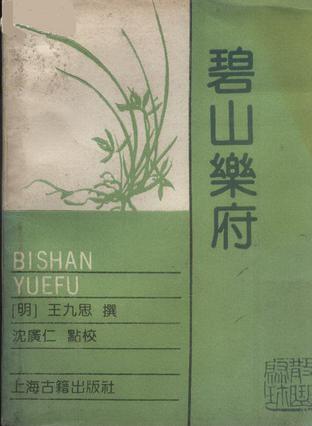 碧山樂府
BISHAN
YUEFU
[明] 王九思 撰
沈廣仁 點校
上海古籍出版社